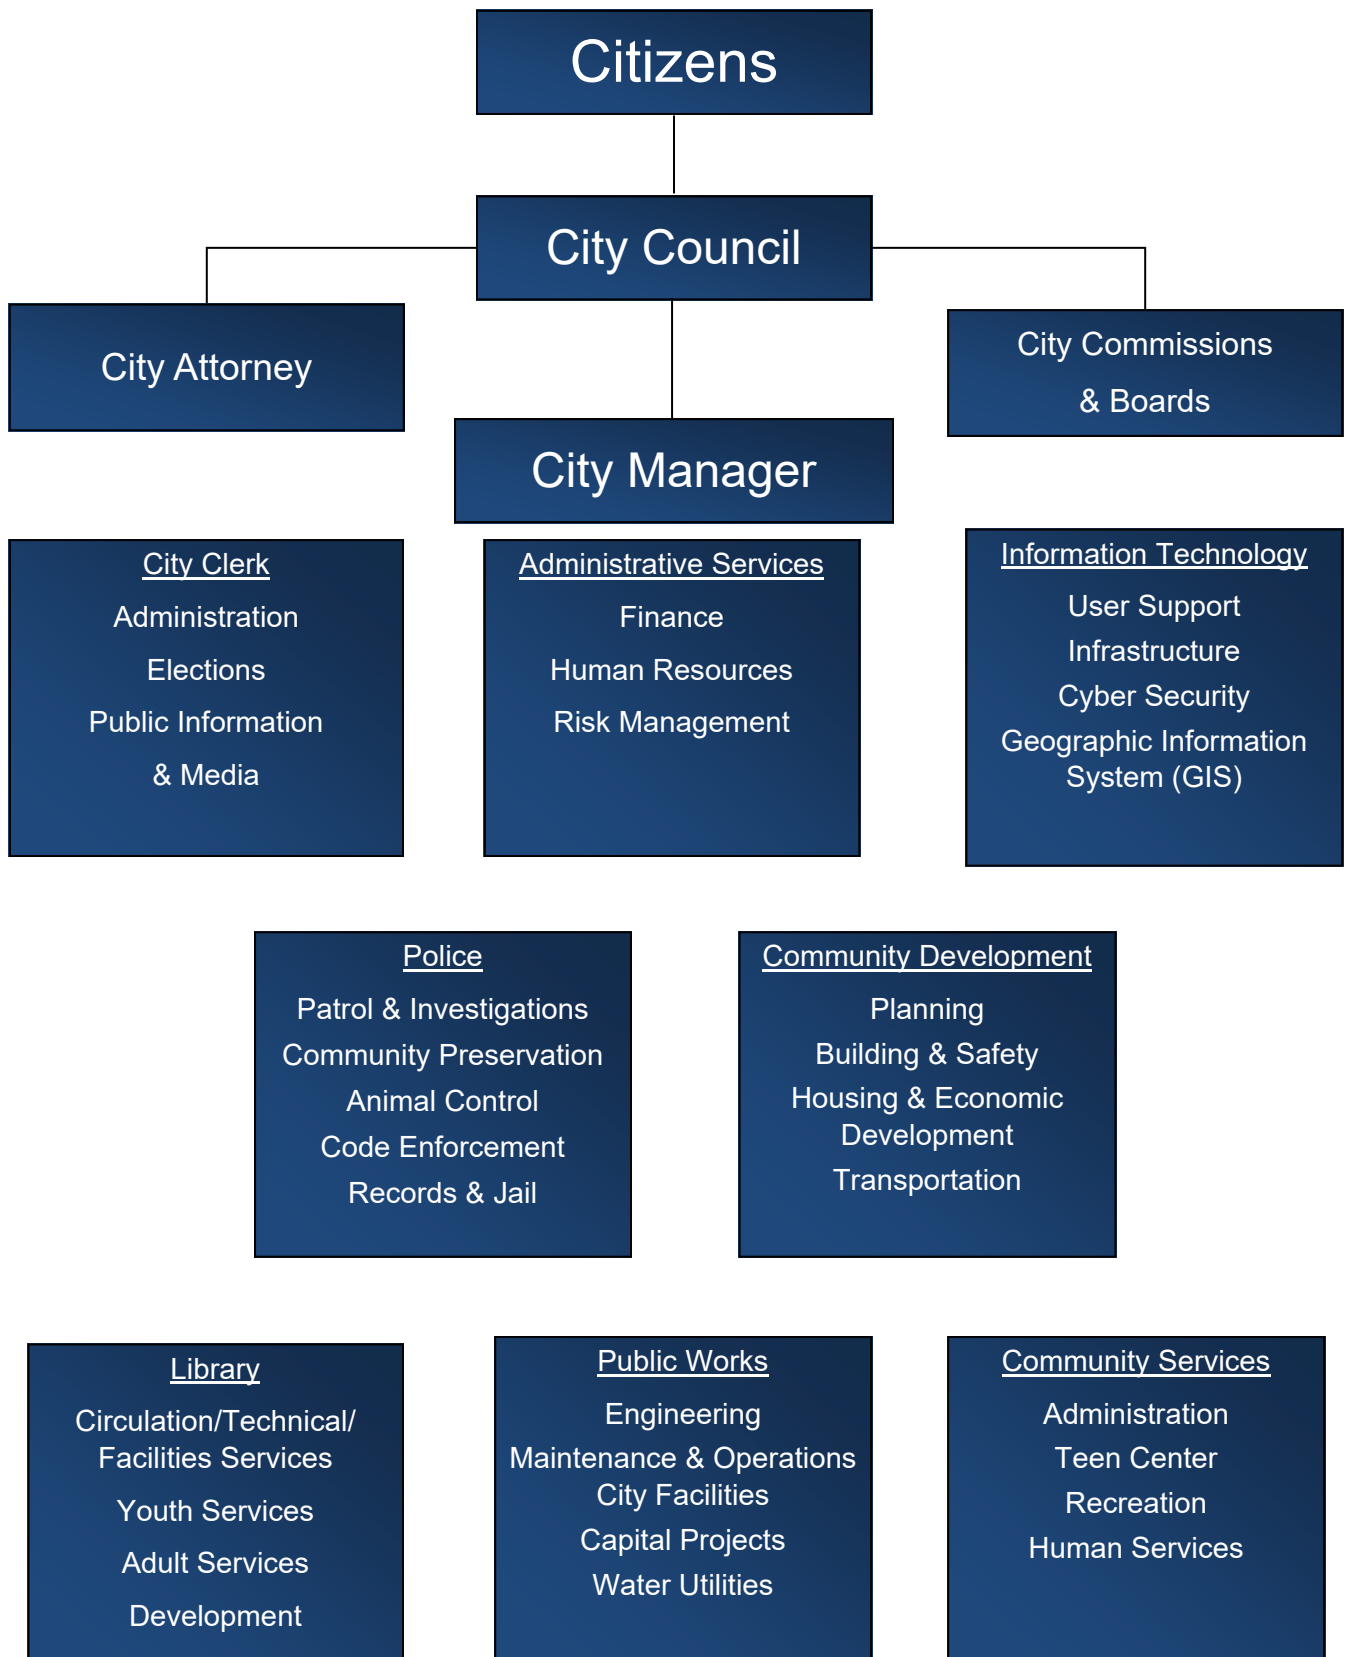 Citizens
City Council
City Attorney
City Commissions
& Boards
City Manager
City Clerk
Administration
Elections
Public Information
& Media
Administrative Services
Finance
Human Resources
Risk Management
Information Technology
User Support
Infrastructure
Cyber Security
Geographic Information
System (GIS)
Police
Patrol & Investigations
Community Preservation
Animal Control
Code Enforcement
Records & Jail
Community Development
Planning
Building & Safety
Housing & Economic
Development
Transportation
Library
Circulation/Technical/
Facilities Services
Youth Services
Adult Services
Development
Public Works
Engineering
Maintenance & Operations
City Facilities
Capital Projects
Water Utilities
Community Services
Administration
Teen Center
Recreation
Human Services